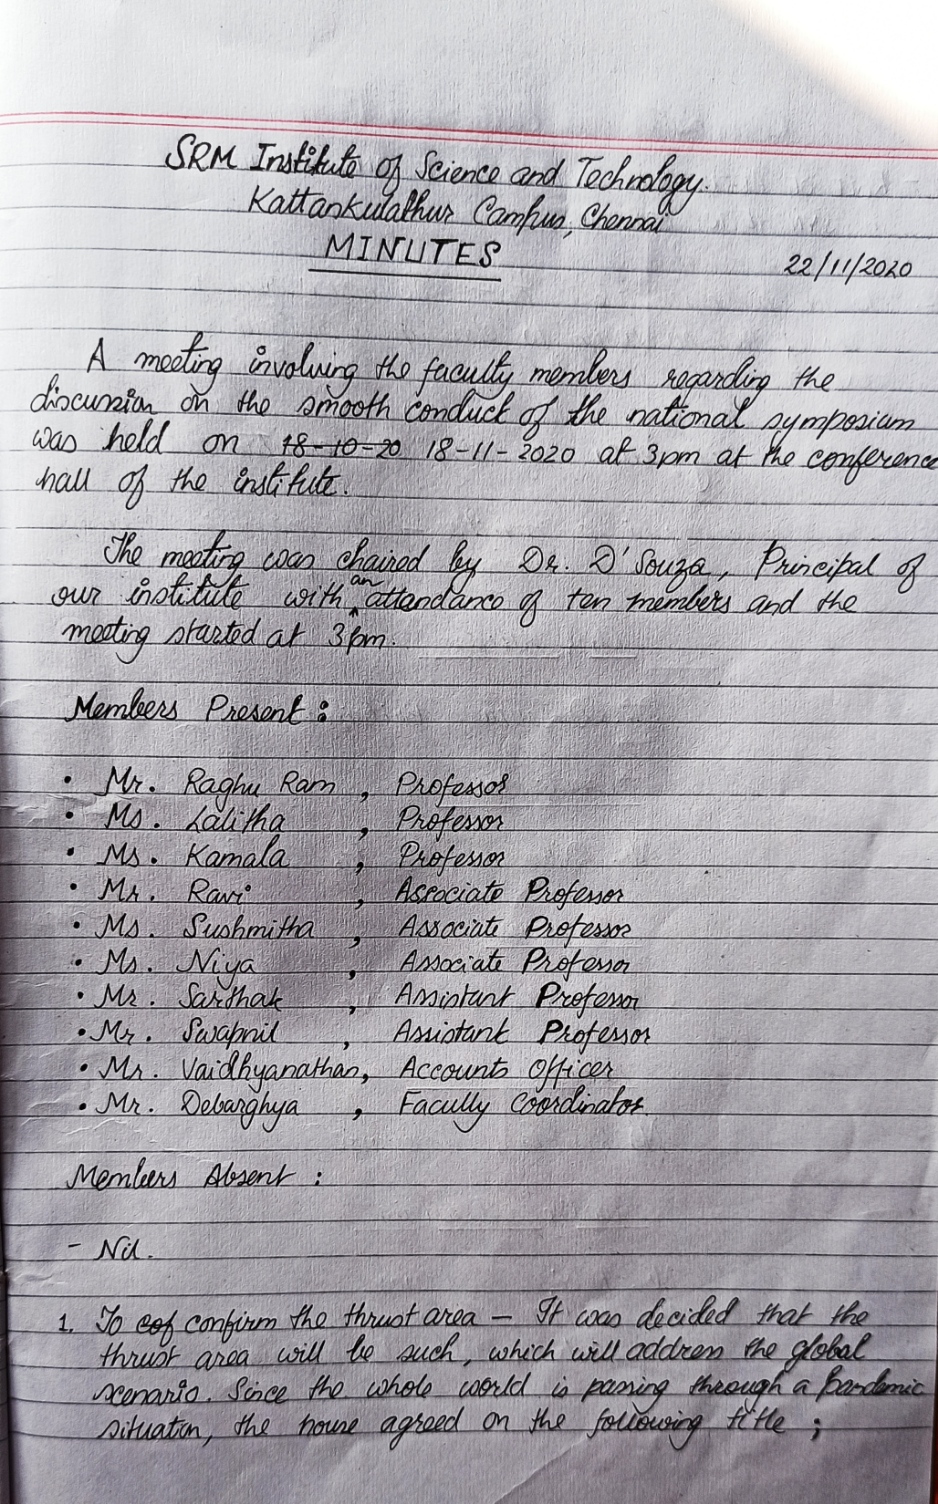 SRM Institute of Science and Technology.
Kattankulathur Campus, Chennai
MINUTES
22/11/2020
A meeting involving the faculty members regarding the
discussion on the smooth conduct of the national symposium
was held on 18-10-20 18-11-2020 at 3pm at the conference
hall of the institute.
The meeting was chaired by Dr. D'Souza, Principal of
our institute with an attandance of ten members and the
meeting started at 3pm.
Members Present :
• Mr. Raghu Ram , Professor
• Ms. Lalitha , Professor
• Ms. Kamala , Professor
• Mr. Ravi , Associate Professor
• Ms. Sushmitha , Associate Professor
• Ms. Niya , Associate Professor
• Mr. Sarthak , Assistant Professor
• Mr. Swapnil , Assistant Professor
• Mr. Vaidhyanathan, Accounts Officer
• Mr. Debarghya , Faculty Coordinator.
Members Absent :
- Nil.
1. To cof confirm the thrust area - It was decided that the
thrust area will be such, which will address the global
scenario. Since the whole world is passing through a Pandemic
situation, the house agreed on the following title ;